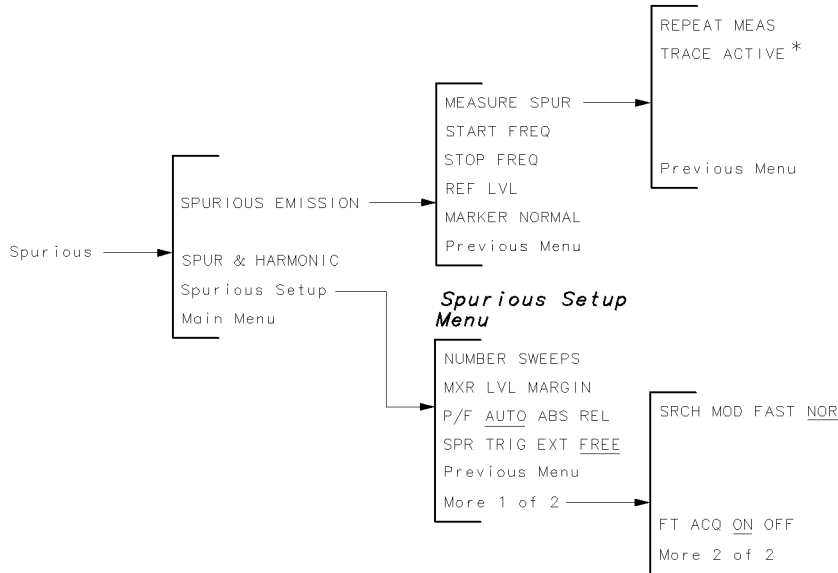 Spurious
SPURIOUS EMISSION
SPUR & HARMONIC
Spurious Setup
Main Menu
MEASURE SPUR
START FREQ
STOP FREQ
REF LVL
MARKER NORMAL
Previous Menu
REPEAT MEAS
TRACE ACTIVE *
Previous Menu
Spurious Setup
Menu
NUMBER SWEEPS
MXR LVL MARGIN
P/F AUTO ABS REL
SPR TRIG EXT FREE
Previous Menu
More 1 of 2
SRCH MOD FAST NOR
FT ACQ ON OFF
More 2 of 2